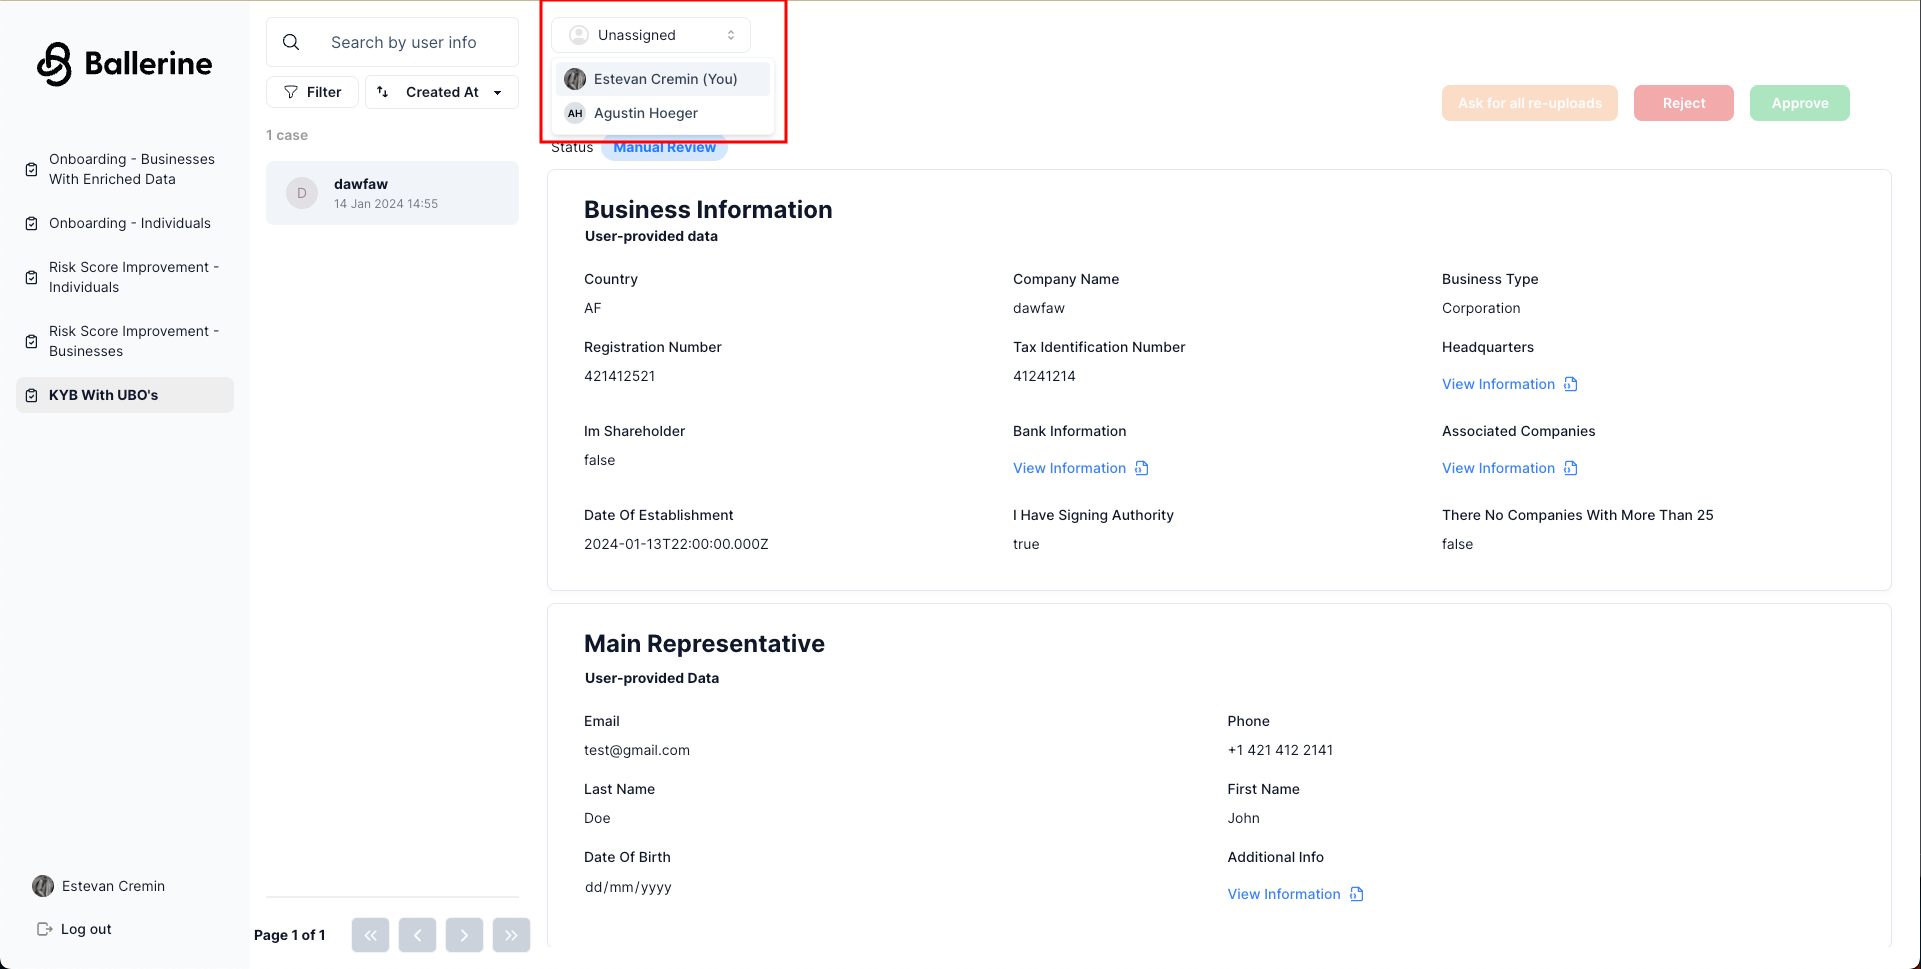 Ballerine
Onboarding - Businesses
With Enriched Data
Onboarding - Individuals
Risk Score Improvement -
Individuals
Risk Score Improvement -
Businesses
KYB With UBO's
Estevan Cremin
Log out
Search by user info
Filter
Created At
1 case
D
dawfaw
14 Jan 2024 14:55
Page 1 of 1
Unassigned
Estevan Cremin (You)
AH Agustin Hoeger
Status Manual Review
Ask for all re-uploads Reject Approve
Business Information
User-provided data
Country
AF
Company Name
dawfaw
Business Type
Corporation
Registration Number
421412521
Tax Identification Number
41241214
Headquarters
View Information
Im Shareholder
false
Bank Information
View Information
Associated Companies
View Information
Date Of Establishment
2024-01-13T22:00:00.000Z
I Have Signing Authority
true
There No Companies With More Than 25
false
Main Representative
User-provided Data
Email
test@gmail.com
Phone
+1 421 412 2141
Last Name
Doe
First Name
John
Date Of Birth
dd/mm/yyyy
Additional Info
View Information